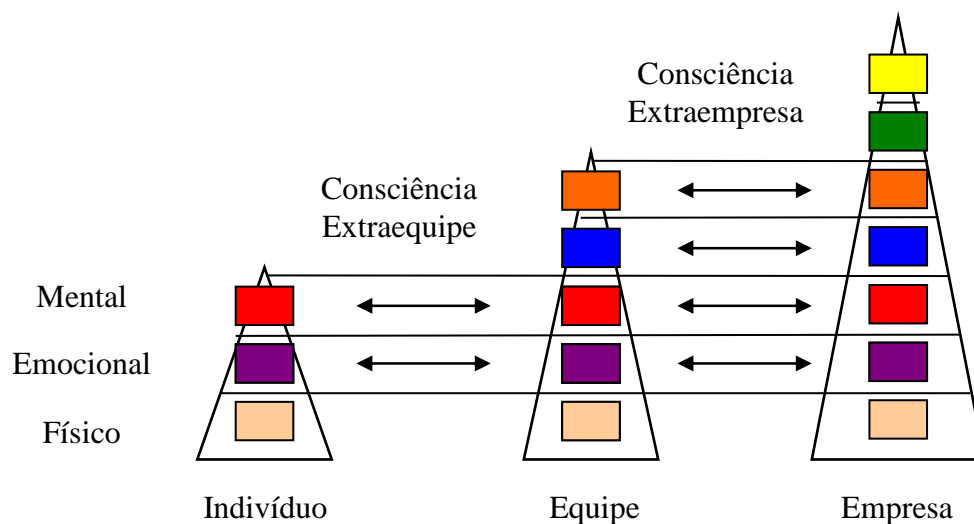 Consciência
Extraempresa
Consciência
Extraequipe
Mental
Emocional
Físico
Indivíduo
Equipe
Empresa